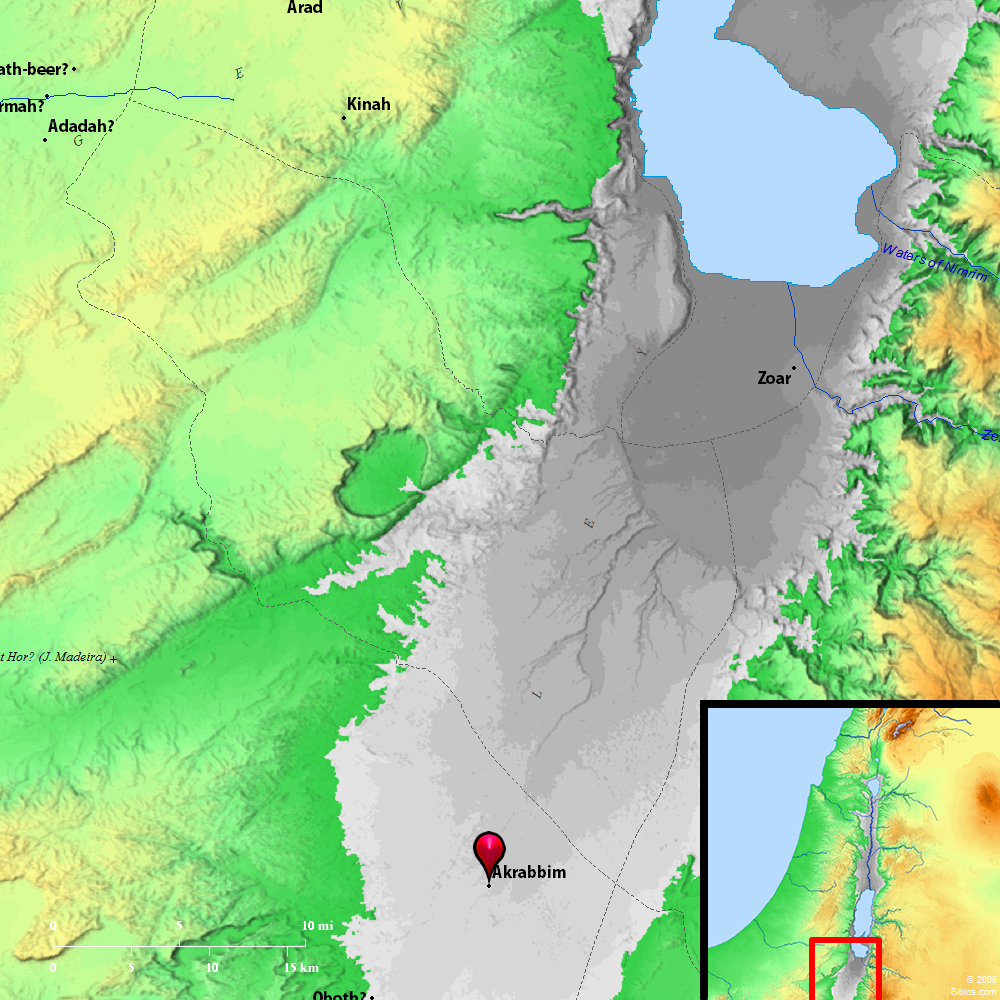 Arad
ath-beer?
E
rmah?
Kinah
Adadah?
G
Waters of Nimrim
Y
Zoar
Ze
E
t Hor? (J. Madeira)
L
Akrabbim
0 5 10 mi
0 5 10 15 km
Oboth?
© 2008
Biblos.com